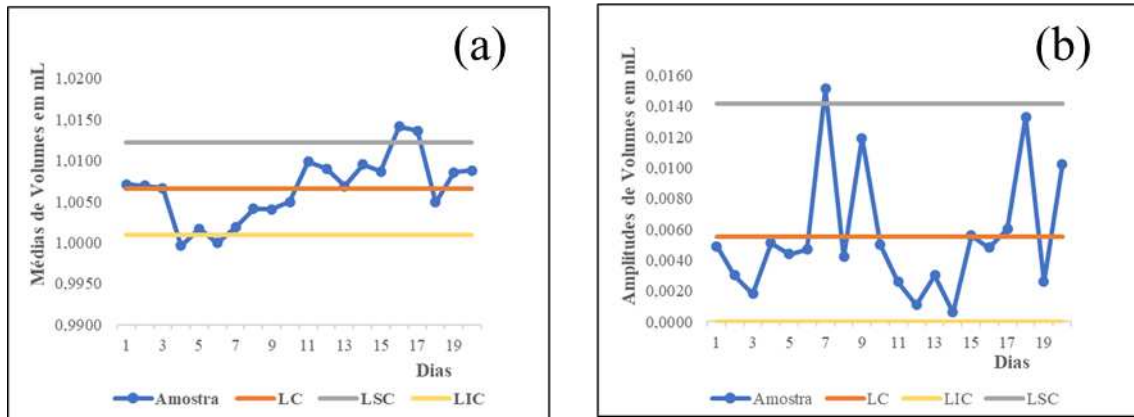 (a)
Médias de Volumes em mL
1,0200
1,0150
1,0100
1,0050
1,0000
0,9950
0,9900
1 3 5 7 9 11 13 15 17 19
Dias
Amostra LC LSC LIC
(b)
Amplitudes de Volumes em mL
0,0160
0,0140
0,0120
0,0100
0,0080
0,0060
0,0040
0,0020
0,0000
1 3 5 7 9 11 13 15 17 19
Dias
Amostra LC LIC LSC